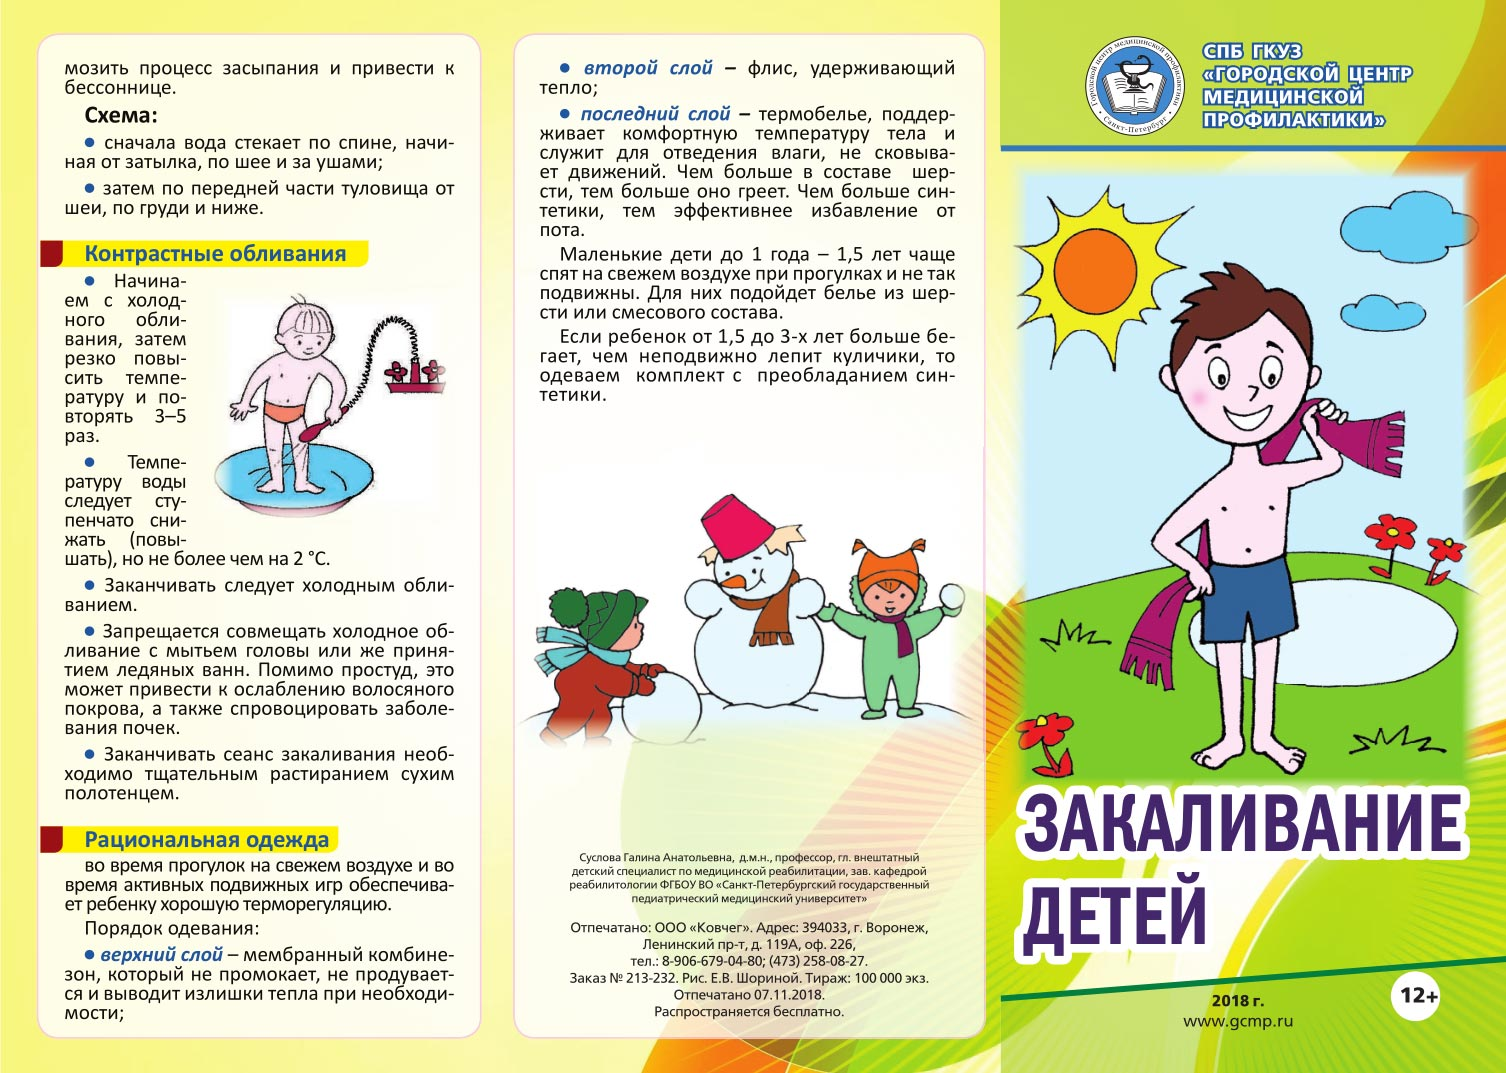 мозить процесс засыпания и привести к
бессоннице.
Схема:
• сначала вода стекает по спине, начи-
ная от затылка, по шее и за ушами;
• затем по передней части туловища от
шеи, по груди и ниже.
Контрастные обливания
• Начина-
ем с холод-
ного обли-
вания, затем
резко повы-
сить темпе-
ратуру и по-
вторять 3–5
раз.
• Темпе-
ратуру воды
следует сту-
пенчато сни-
жать (повы-
шать), но не более чем на 2 °С.
• Заканчивать следует холодным обли-
ванием.
• Запрещается совмещать холодное об-
ливание с мытьем головы или же приня-
тием ледяных ванн. Помимо простуд, это
может привести к ослаблению волосяного
покрова, а также спровоцировать заболе-
вания почек.
• Заканчивать сеанс закаливания необ-
ходимо тщательным растиранием сухим
полотенцем.
Рациональная одежда
во время прогулок на свежем воздухе и во
время активных подвижных игр обеспечива-
ет ребенку хорошую терморегуляцию.
Порядок одевания:
• верхний слой – мембранный комбине-
зон, который не промокает, не продувает-
ся и выводит излишки тепла при необходи-
мости;
• второй слой – флис, удерживающий
тепло;
• последний слой – термобелье, поддер-
живает комфортную температуру тела и
служит для отведения влаги, не сковыва-
ет движений. Чем больше в составе шер-
сти, тем больше оно греет. Чем больше син-
тетики, тем эффективнее избавление от
пота.
Маленькие дети до 1 года – 1,5 лет чаще
спят на свежем воздухе при прогулках и не так
подвижны. Для них подойдет белье из шер-
сти или смесового состава.
Если ребенок от 1,5 до 3-х лет больше бе-
гает, чем неподвижно лепит куличики, то
одеваем комплект с преобладанием син-
тетики.
Суслова Галина Анатольевна, д.м.н., профессор, гл. внештатный
детский специалист по медицинской реабилитации, зав. кафедрой
реабилитологии ФГБОУ ВО «Санкт-Петербургский государственный
педиатрический медицинский университет»
Отпечатано: ООО «Ковчег». Адрес: 394033, г. Воронеж,
Ленинский пр-т, д. 119А, оф. 226,
тел.: 8-906-679-04-80; (473) 258-08-27.
Заказ № 213-232. Рис. Е.В. Шориной. Тираж: 100 000 экз.
Отпечатано 07.11.2018.
Распространяется бесплатно.
Городской центр медицинской профилактики
• Санкт-Петербург •
СПБ ГКУЗ
«ГОРОДСКОЙ ЦЕНТР
МЕДИЦИНСКОЙ
ПРОФИЛАКТИКИ»
ЗАКАЛИВАНИЕ
ДЕТЕЙ
2018 г.
www.gcmp.ru
12+